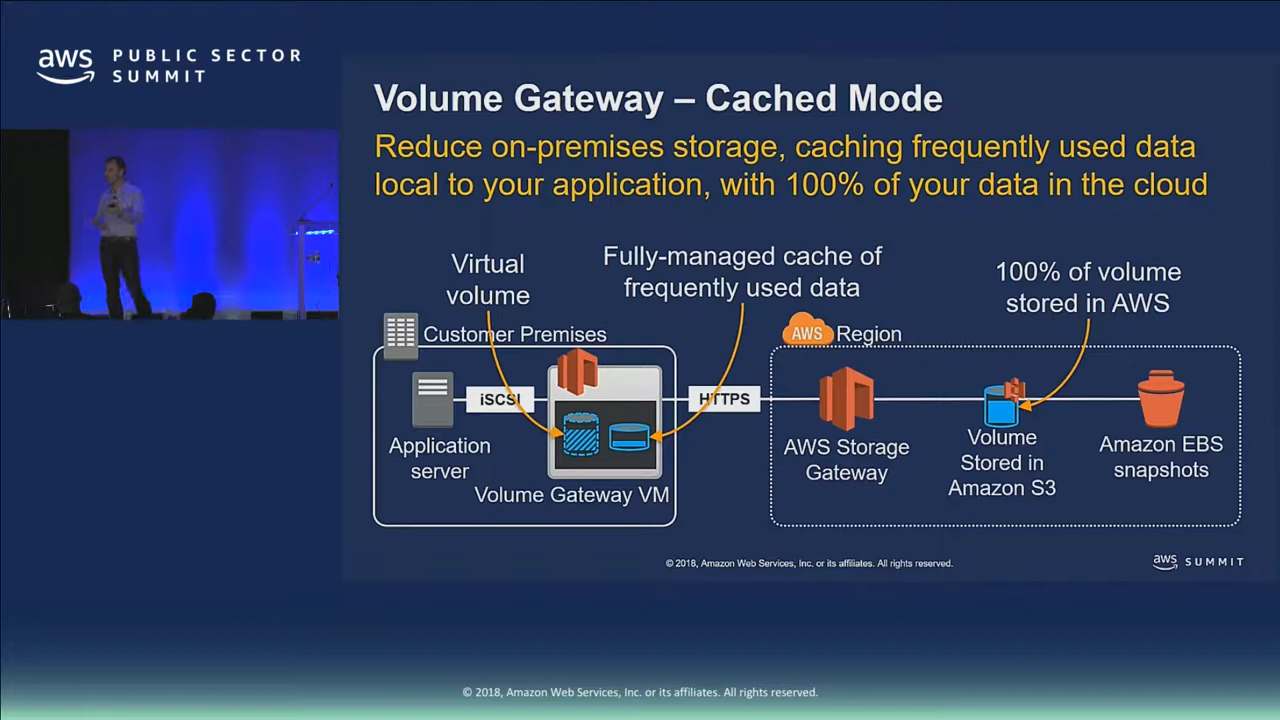 aws PUBLIC SECTOR
SUMMIT
Volume Gateway – Cached Mode
Reduce on-premises storage, caching frequently used data
local to your application, with 100% of your data in the cloud
Virtual
volume
Fully-managed cache of
frequently used data
100% of volume
stored in AWS
Customer Premises
AWS Region
iSCSI
HTTPS
Application
server
Volume Gateway VM
AWS Storage
Gateway
Volume
Stored in
Amazon S3
Amazon EBS
snapshots
© 2018, Amazon Web Services, Inc. or its affiliates. All rights reserved.
aws SUMMIT
© 2018, Amazon Web Services, Inc. or its affiliates. All rights reserved.